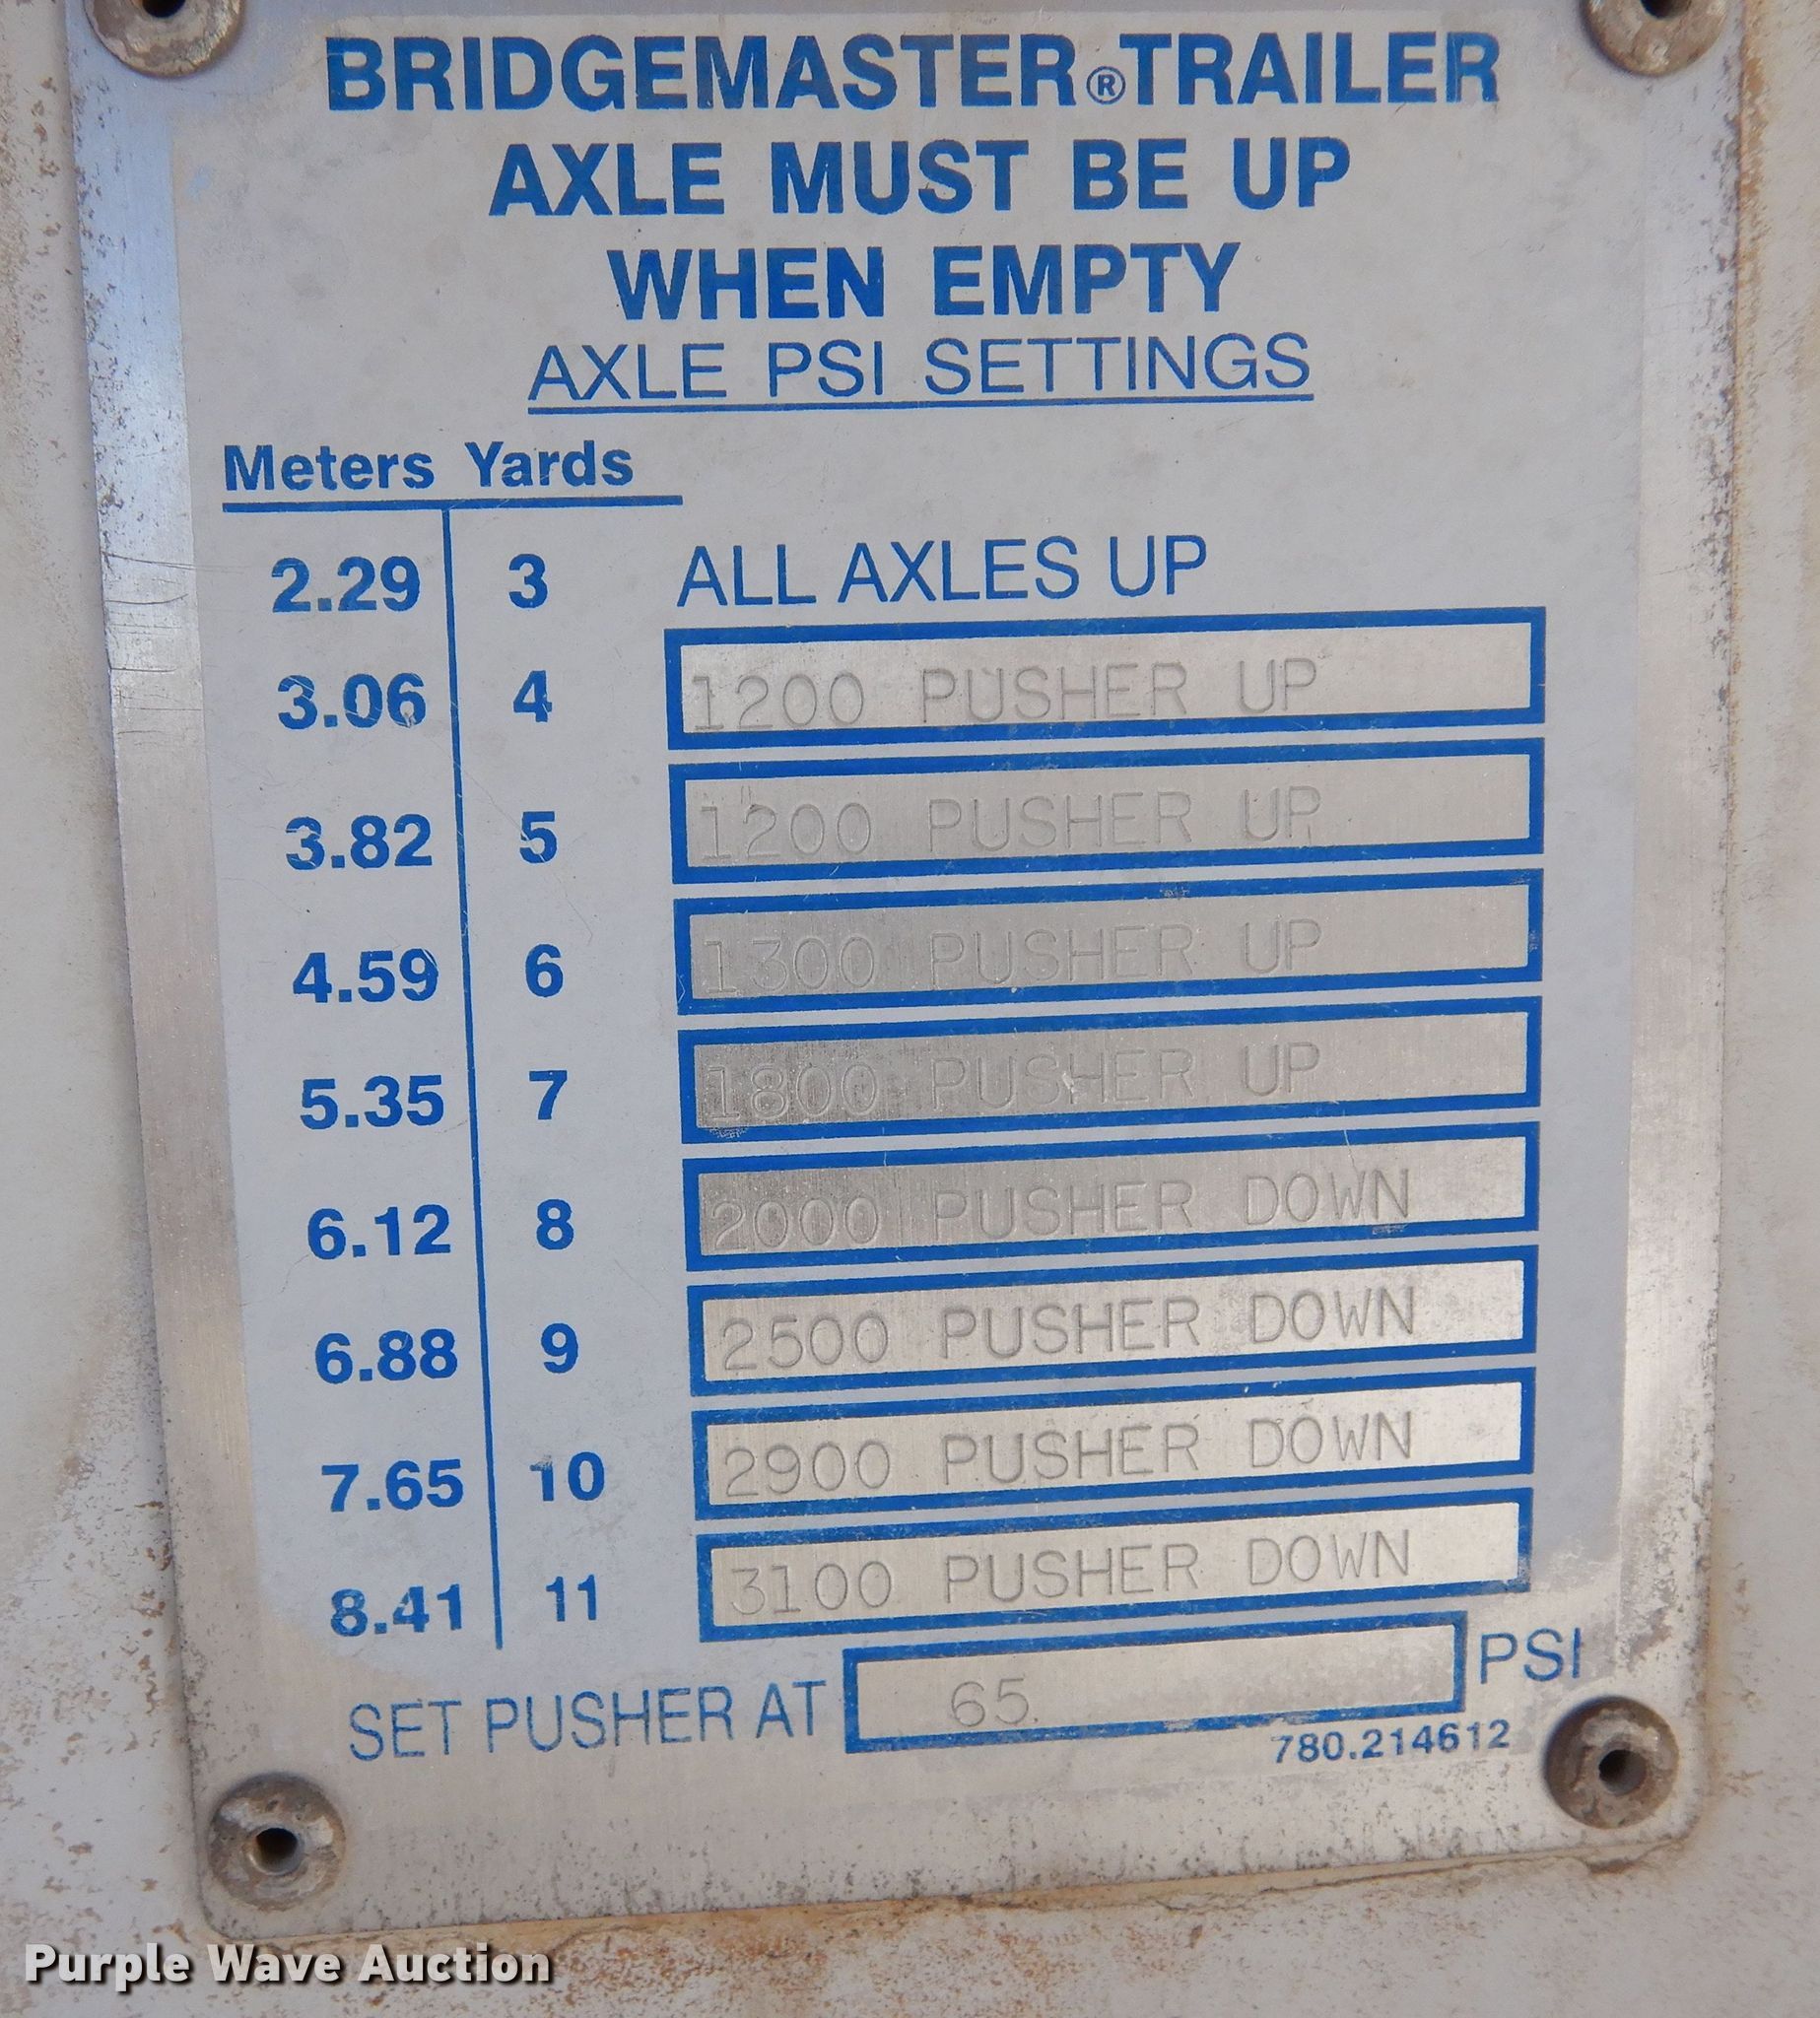 BRIDGEMASTER®TRAILER
AXLE MUST BE UP
WHEN EMPTY
AXLE PSI SETTINGS
Meters Yards
2.29 3 ALL AXLES UP
3.06 4 1200 PUSHER UP
3.82 5 1200 PUSHER UP
4.59 6 1300 PUSHER UP
5.35 7 1800 PUSHER UP
6.12 8 2000 PUSHER DOWN
6.88 9 2500 PUSHER DOWN
7.65 10 2900 PUSHER DOWN
8.41 11 3100 PUSHER DOWN
SET PUSHER AT 65 PSI
780.214612
Purple Wave Auction